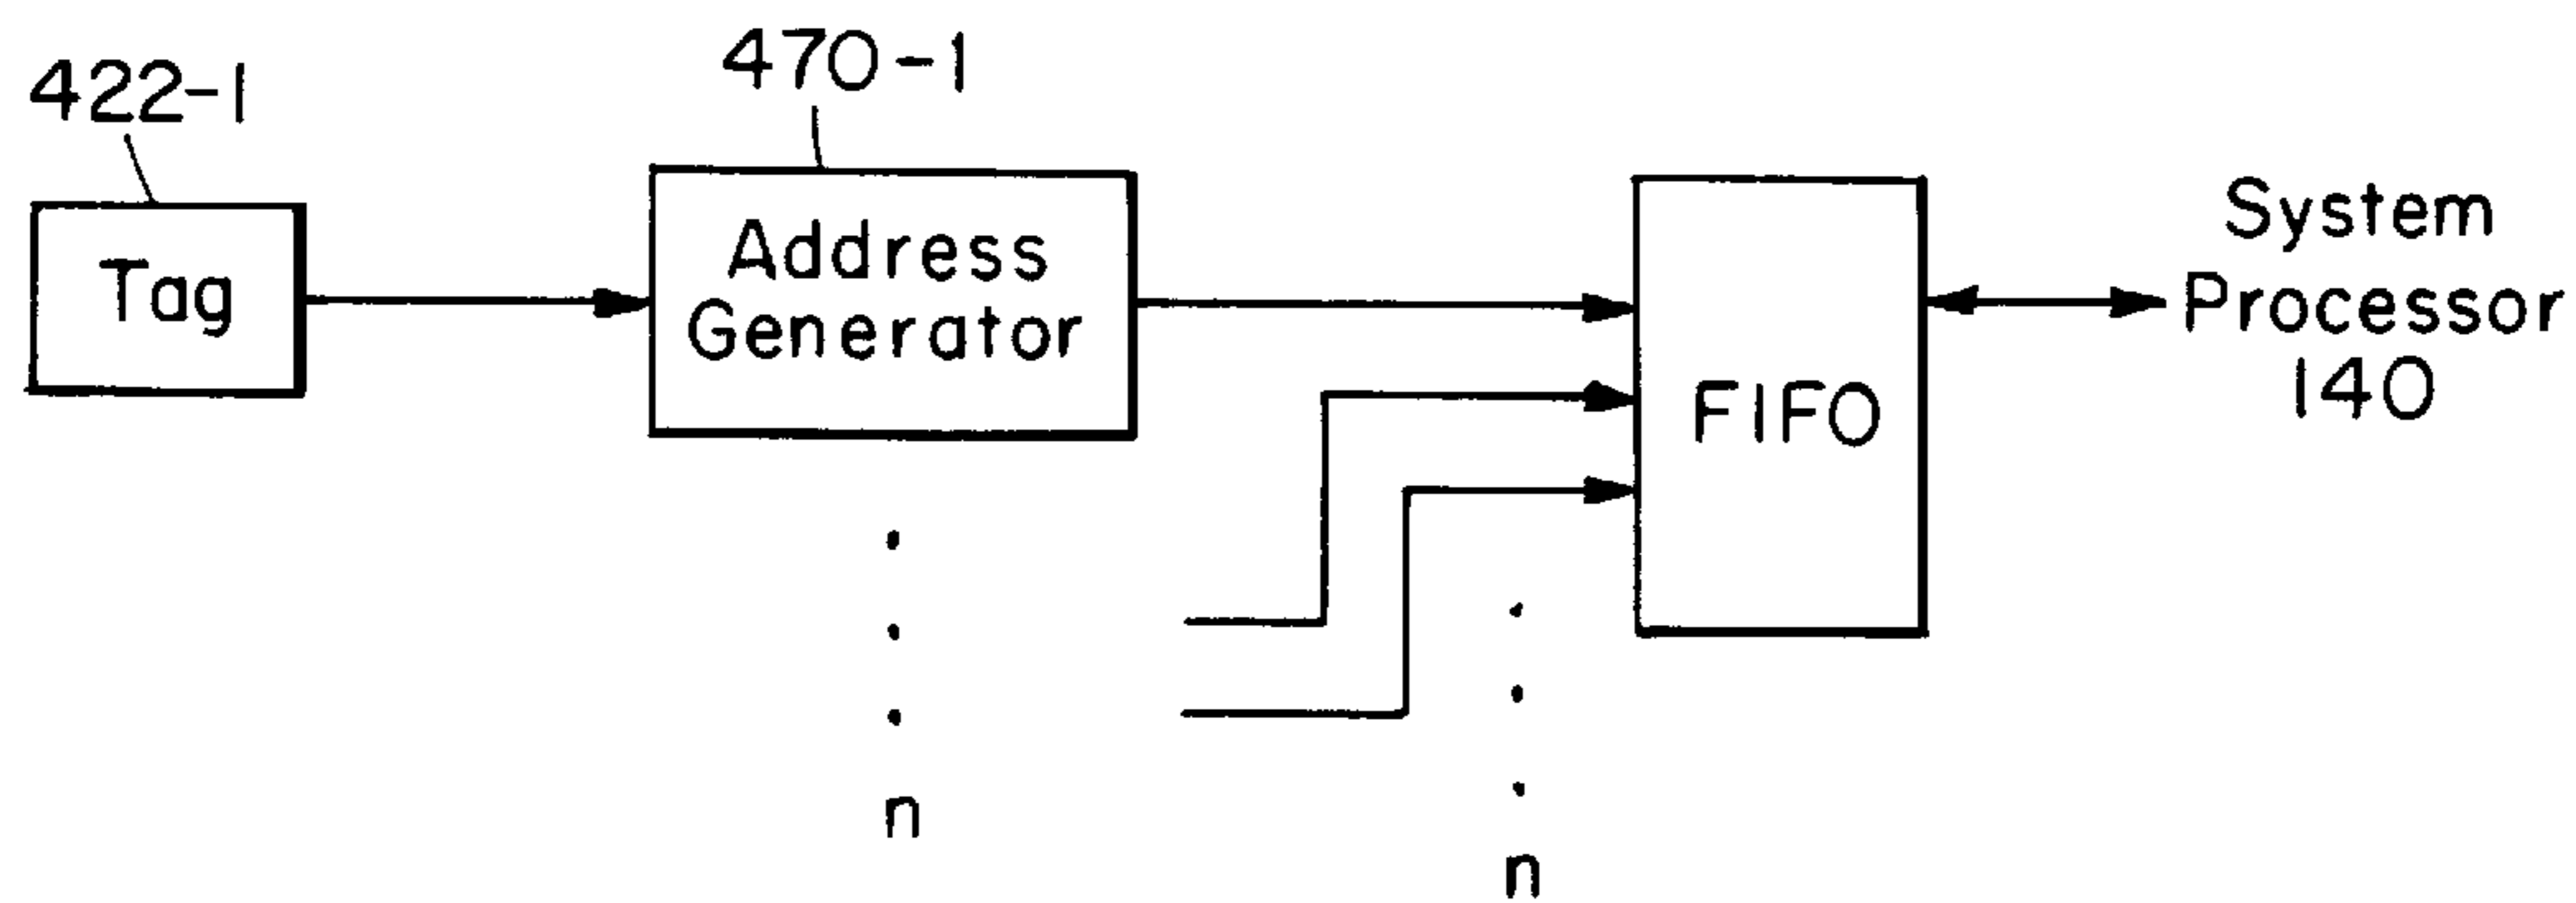 422-1
470-1
Tag
Address
Generator
FIFO
System
Processor
140
n
n